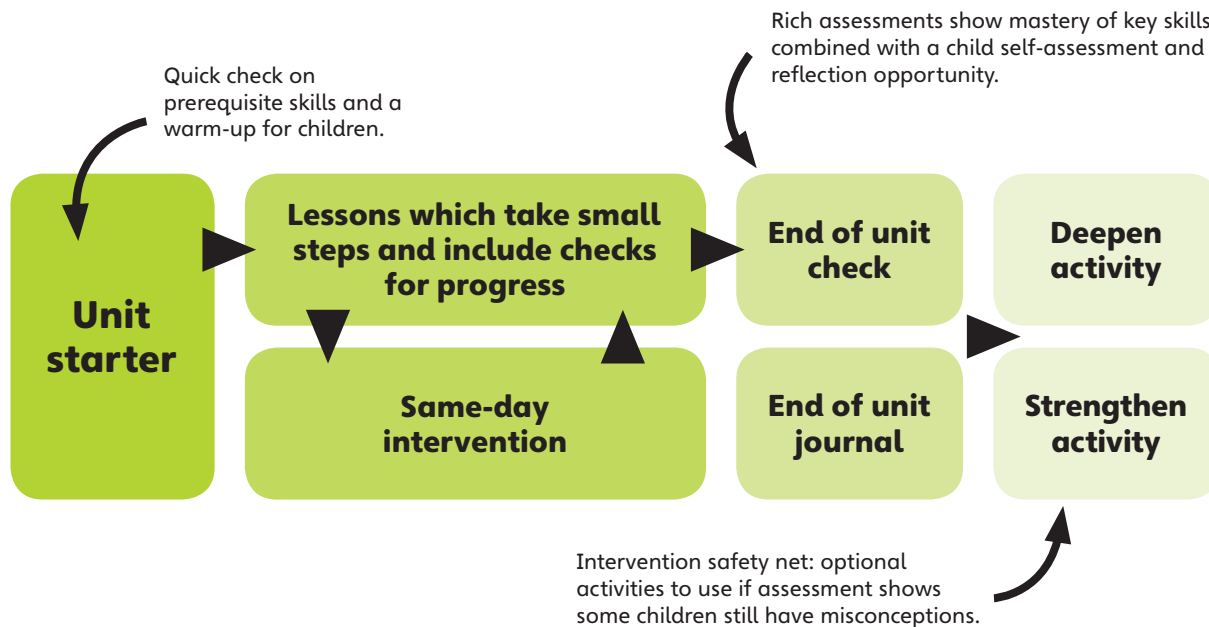 Rich assessments show mastery of key skills
combined with a child self-assessment and
reflection opportunity.
Quick check on
prerequisite skills and a
warm-up for children.
Unit
starter
Lessons which take small
steps and include checks
for progress
Same-day
intervention
End of unit
check
End of unit
journal
Deepen
activity
Strengthen
activity
Intervention safety net: optional
activities to use if assessment shows
some children still have misconceptions.